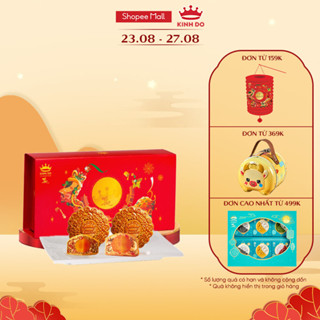 Shopee Mall
KINH DO
23.08 - 27.08
ĐƠN TỪ 159K
ĐƠN TỪ 369K
ĐƠN CAO NHẤT TỪ 499K
* Số lượng quà có hạn và không cộng dồn
* Quà không hiển thị trong giỏ hàng